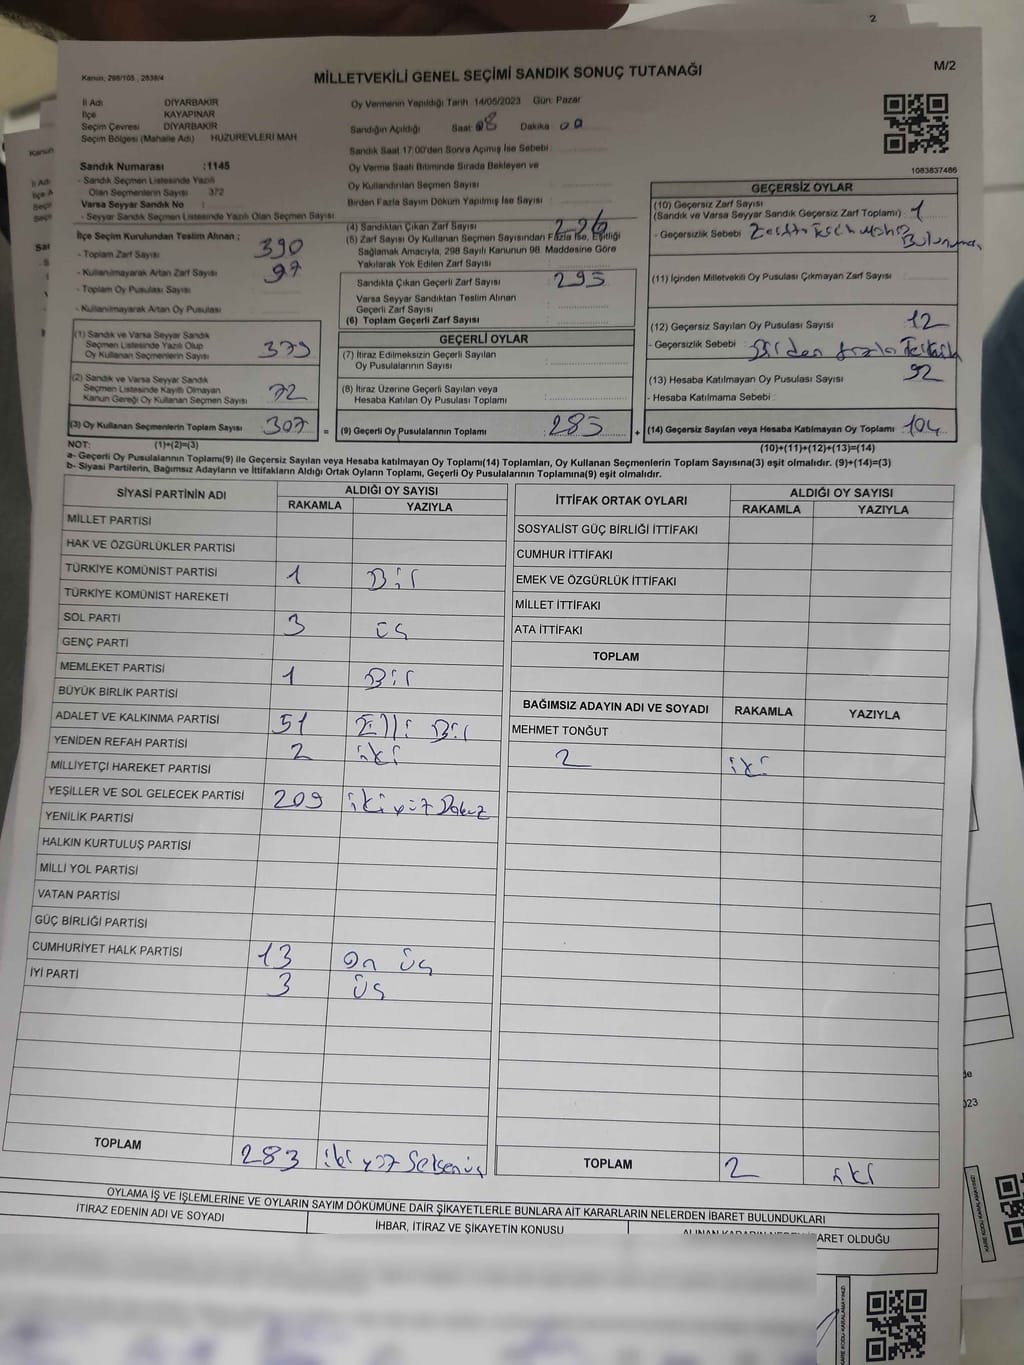 2
Kanun, 298/105 , 2839/4
MİLLETVEKİLİ GENEL SEÇİMİ SANDIK SONUÇ TUTANAĞI
M/2
İl Adı DİYARBAKIR
İlçe KAYAPINAR
Seçim Çevresi DİYARBAKIR
Seçim Bölgesi (Mahalle Adı) HUZUREVLERİ MAH
Sandık Numarası :1145
- Sandık Seçmen Listesinde Yazılı
Olan Seçmenlerin Sayısı 372
Varsa Seyyar Sandık No :
- Seyyar Sandık Seçmen Listesinde Yazılı Olan Seçmen Sayısı
Oy Vermenin Yapıldığı Tarih 14/05/2023 Gün: Pazar
Sandığın Açıldığı Saat: 08 Dakika: 00
Sandık Saat 17:00'den Sonra Açımış İse Sebebi :
Oy Verme Saati Bitiminde Sırada Bekleyen ve
Oy Kullandırılan Seçmen Sayısı
Birden Fazla Sayım Döküm Yapılmış İse Sayısı :
1083837486
İlçe Seçim Kurulundan Teslim Alınan ;
- Toplam Zarf Sayısı 390
- Kullanılmayarak Artan Zarf Sayısı 97
- Toplam Oy Pusulası Sayısı
- Kullanılmayarak Artan Oy Pusulası
(1) Sandık ve Varsa Seyyar Sandık
Seçmen Listesinde Yazılı Olup
Oy Kullanan Seçmenlerin Sayısı 379
(2) Sandık ve Varsa Seyyar Sandık
Seçmen Listesinde Kayıtlı Olmayan
Kanun Gereği Oy Kullanan Seçmen Sayısı 72
(3) Oy Kullanan Seçmenlerin Toplam Sayısı 307 =
(4) Sandıktan Çıkan Zarf Sayısı 296
(5) Zarf Sayısı Oy Kullanan Seçmen Sayısından Fazla İse, Eşitliği
Sağlamak Amacıyla, 298 Sayılı Kanunun 98. Maddesine Göre
Yakılarak Yok Edilen Zarf Sayısı
Sandıkta Çıkan Geçerli Zarf Sayısı 295
Varsa Seyyar Sandıktan Teslim Alınan
Geçerli Zarf Sayısı
(6) Toplam Geçerli Zarf Sayısı
GEÇERLİ OYLAR
(7) İtiraz Edilmeksizin Geçerli Sayılan
Oy Pusulalarının Sayısı
(8) İtiraz Üzerine Geçerli Sayılan veya
Hesaba Katılan Oy Pusulası Toplamı
(9) Geçerli Oy Pusulalarının Toplamı 283 +
GEÇERSİZ OYLAR
(10) Geçersiz Zarf Sayısı
(Sandık ve Varsa Seyyar Sandık Geçersiz Zarf Toplamı) : 1
- Geçersizlik Sebebi
(11) İçinden Milletvekili Oy Pusulası Çıkmayan Zarf Sayısı
(12) Geçersiz Sayılan Oy Pusulası Sayısı 12
- Geçersizlik Sebebi : Birden fazla
(13) Hesaba Katılmayan Oy Pusulası Sayısı 92
- Hesaba Katılmama Sebebi :
(14) Geçersiz Sayılan veya Hesaba Katılmayan Oy Toplamı 104
NOT: (1)+(2)=(3)
(10)+(11)+(12)+(13)=(14)
a- Geçerli Oy Pusulalarının Toplamı(9) ile Geçersiz Sayılan veya Hesaba katılmayan Oy Toplamı(14) Toplamları, Oy Kullanan Seçmenlerin Toplam Sayısına(3) eşit olmalıdır. (9)+(14)=(3)
b- Siyasi Partilerin, Bağımsız Adayların ve İttifakların Aldığı Ortak Oyların Toplamı, Geçerli Oy Pusulalarının Toplamına(9) eşit olmalıdır.
SİYASİ PARTİNİN ADI ALDIĞI OY SAYISI
RAKAMLA YAZIYLA
MİLLET PARTİSİ
HAK VE ÖZGÜRLÜKLER PARTİSİ
TÜRKİYE KOMÜNİST PARTİSİ 1 Bir
TÜRKİYE KOMÜNİST HAREKETİ
SOL PARTİ 3 üç
GENÇ PARTİ
MEMLEKET PARTİSİ 1 Bir
BÜYÜK BİRLİK PARTİSİ
ADALET VE KALKINMA PARTİSİ 51 Elli Bir
YENİDEN REFAH PARTİSİ 2 iki
MİLLİYETÇİ HAREKET PARTİSİ
YEŞİLLER VE SOL GELECEK PARTİSİ 209 iki yüz Dokuz
YENİLİK PARTİSİ
HALKIN KURTULUŞ PARTİSİ
MİLLİ YOL PARTİSİ
VATAN PARTİSİ
GÜÇ BİRLİĞİ PARTİSİ
CUMHURİYET HALK PARTİSİ 13 on üç
İYİ PARTİ 3 üç
TOPLAM 283 iki yüz Seksen üç
İTTİFAK ORTAK OYLARI ALDIĞI OY SAYISI
RAKAMLA YAZIYLA
SOSYALİST GÜÇ BİRLİĞİ İTTİFAKI
CUMHUR İTTİFAKI
EMEK VE ÖZGÜRLÜK İTTİFAKI
MİLLET İTTİFAKI
ATA İTTİFAKI
TOPLAM
BAĞIMSIZ ADAYIN ADI VE SOYADI RAKAMLA YAZIYLA
MEHMET TONĞUT
2 iki
TOPLAM 2 iki
OYLAMA İŞ VE İŞLEMLERİNE VE OYLARIN SAYIM DÖKÜMÜNE DAİR ŞİKAYETLERLE BUNLARA AİT KARARLARIN NELERDEN İBARET BULUNDUKLARI
İTİRAZ EDENİN ADI VE SOYADI İHBAR, İTİRAZ VE ŞİKAYETİN KONUSU ALINAN KARARIN NEDEN İBARET OLDUĞU